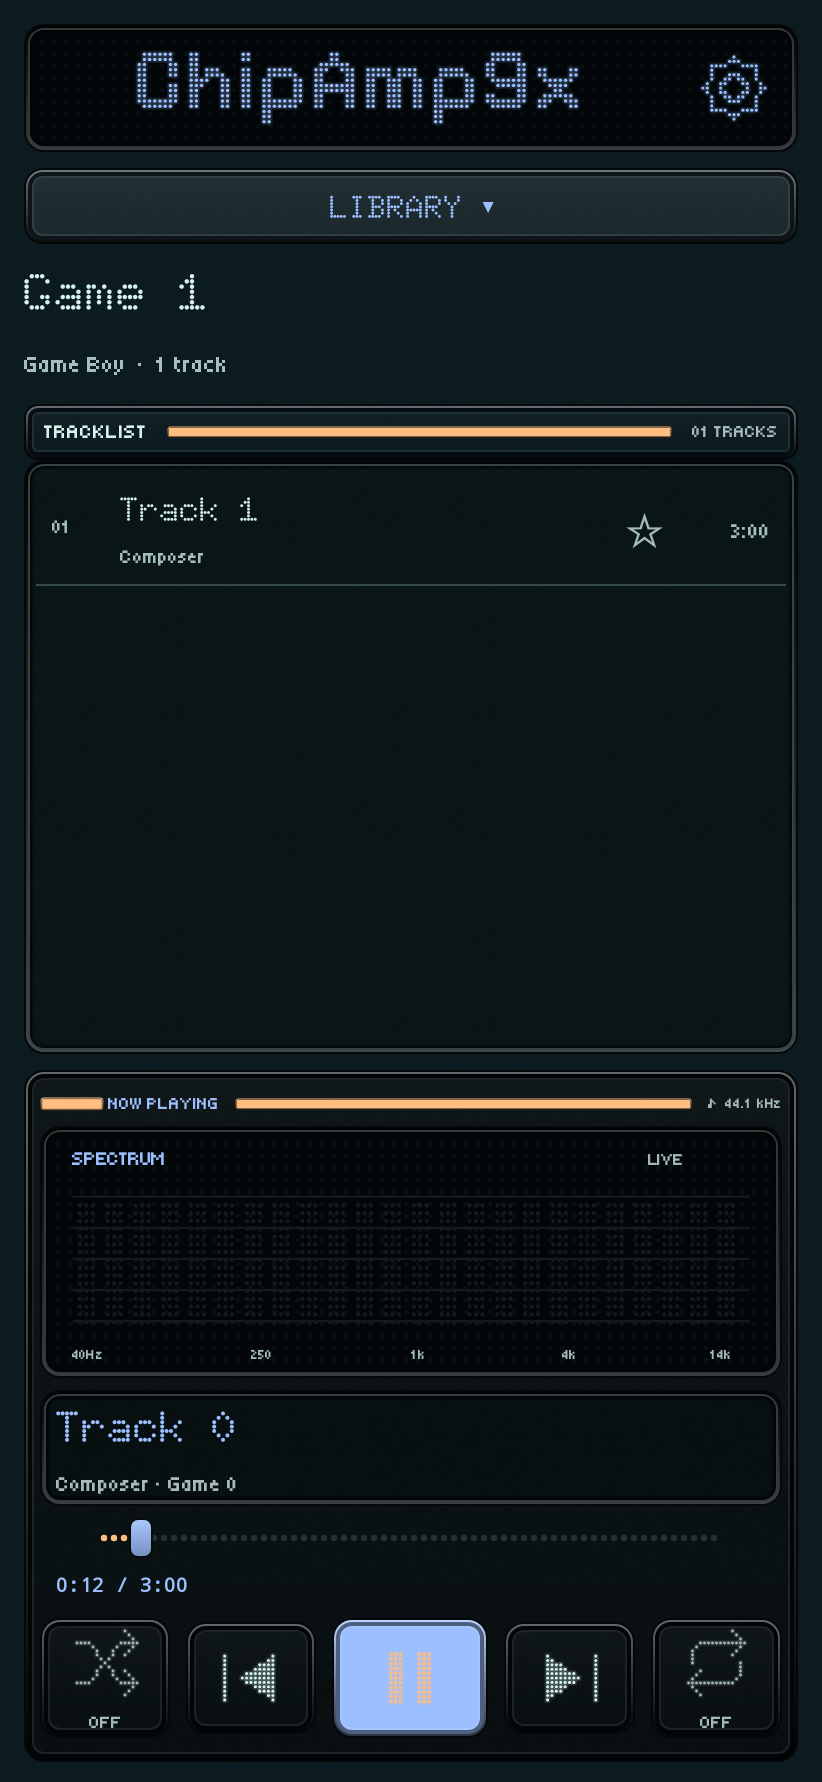 ChipAmp9x
LIBRARY ▼
Game 1
Game Boy · 1 track
TRACKLIST 01 TRACKS
01 Track 1 ☆ 3:00
Composer
NOW PLAYING ♪ 44.1 kHz
SPECTRUM LIVE
40Hz 250 1k 4k 14k
Track 0
Composer · Game 0
0:12 / 3:00
OFF OFF